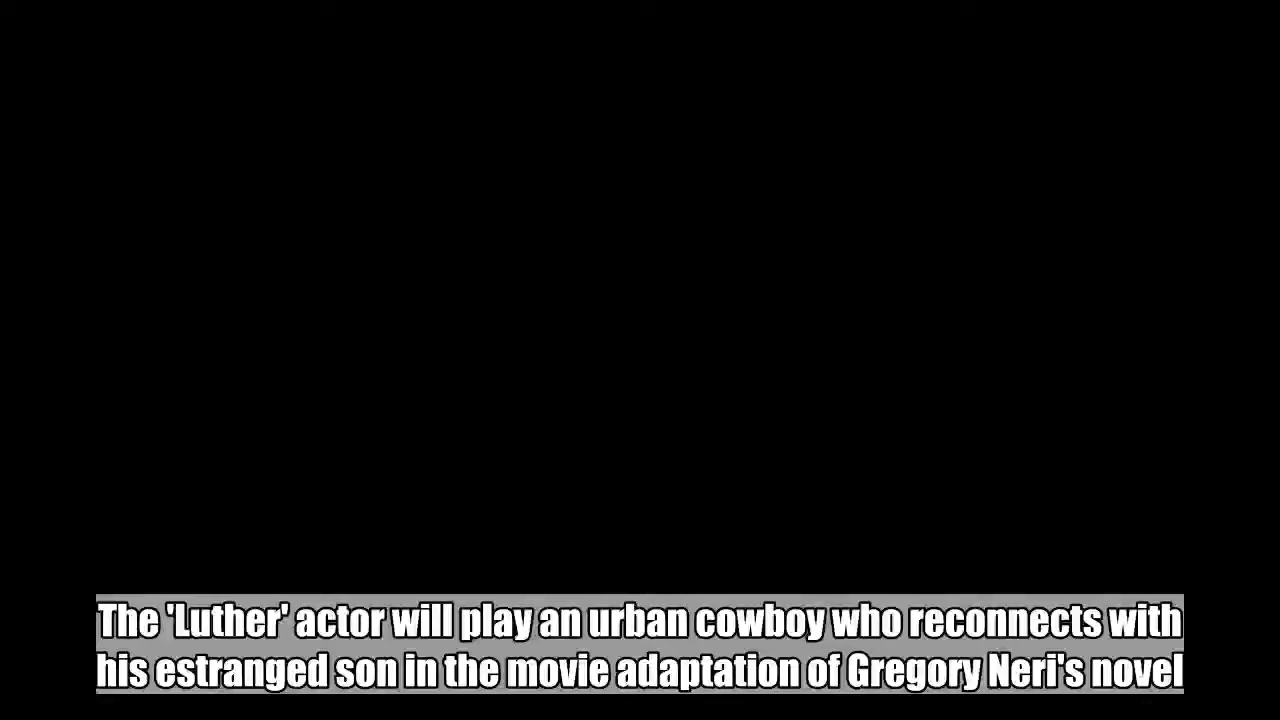 The 'Luther' actor will play an urban cowboy who reconnects with
his estranged son in the movie adaptation of Gregory Neri's novel